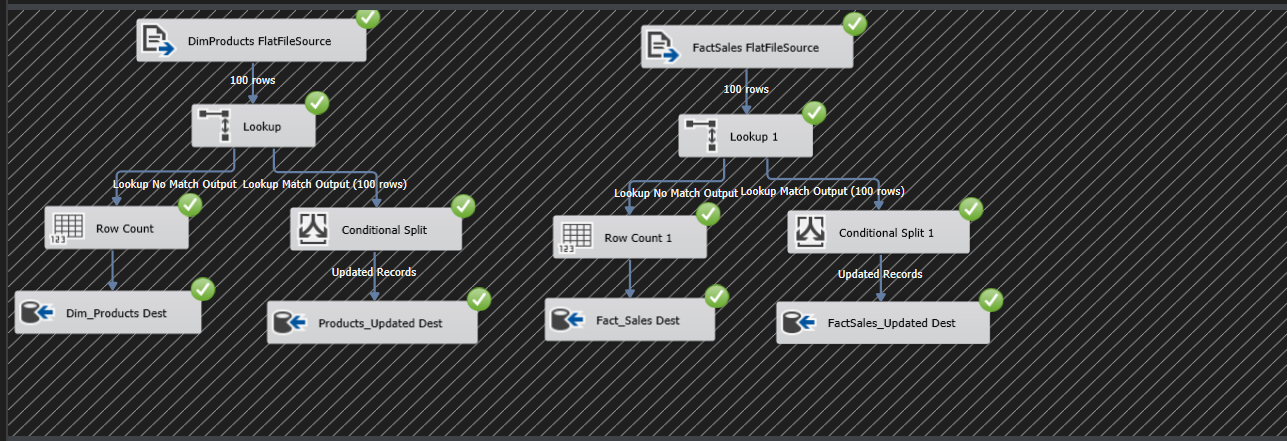 DimProducts FlatFileSource
100 rows
Lookup
Lookup No Match Output
Lookup Match Output (100 rows)
123
Row Count
Conditional Split
Updated Records
Dim_Products Dest
Products_Updated Dest
FactSales FlatFileSource
100 rows
Lookup 1
Lookup No Match Output
Lookup Match Output (100 rows)
123
Row Count 1
Conditional Split 1
Updated Records
Fact_Sales Dest
FactSales_Updated Dest